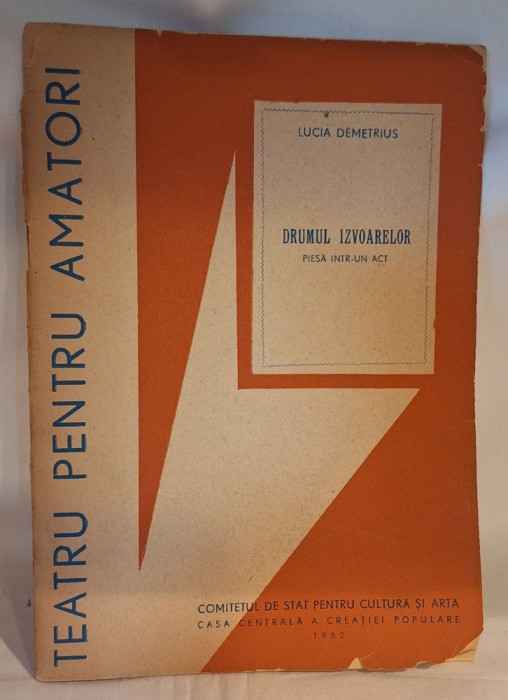 TEATRU PENTRU AMATORI
LUCIA DEMETRIUS
DRUMUL IZVOARELOR
PIESĂ INTR-UN ACT
COMITETUL DE STAT PENTRU CULTURĂ ȘI ARTĂ
CASA CENTRALĂ A CREAȚIEI POPULARE
1965